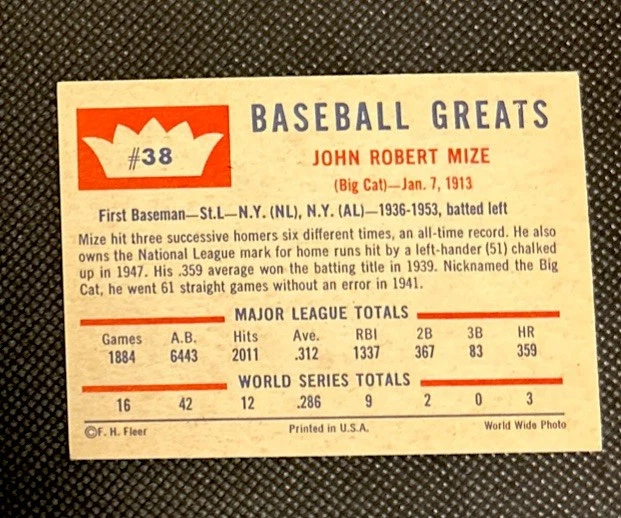 #38
BASEBALL GREATS
JOHN ROBERT MIZE
(Big Cat)—Jan. 7, 1913
First Baseman—St.L—N.Y. (NL), N.Y. (AL)—1936-1953, batted left
Mize hit three successive homers six different times, an all-time record. He also
owns the National League mark for home runs hit by a left-hander (51) chalked
up in 1947. His .359 average won the batting title in 1939. Nicknamed the Big
Cat, he went 61 straight games without an error in 1941.
MAJOR LEAGUE TOTALS
Games A.B. Hits Ave. RBI 2B 3B HR
1884 6443 2011 .312 1337 367 83 359
WORLD SERIES TOTALS
16 42 12 .286 9 2 0 3
©F. H. Fleer Printed in U.S.A. World Wide Photo